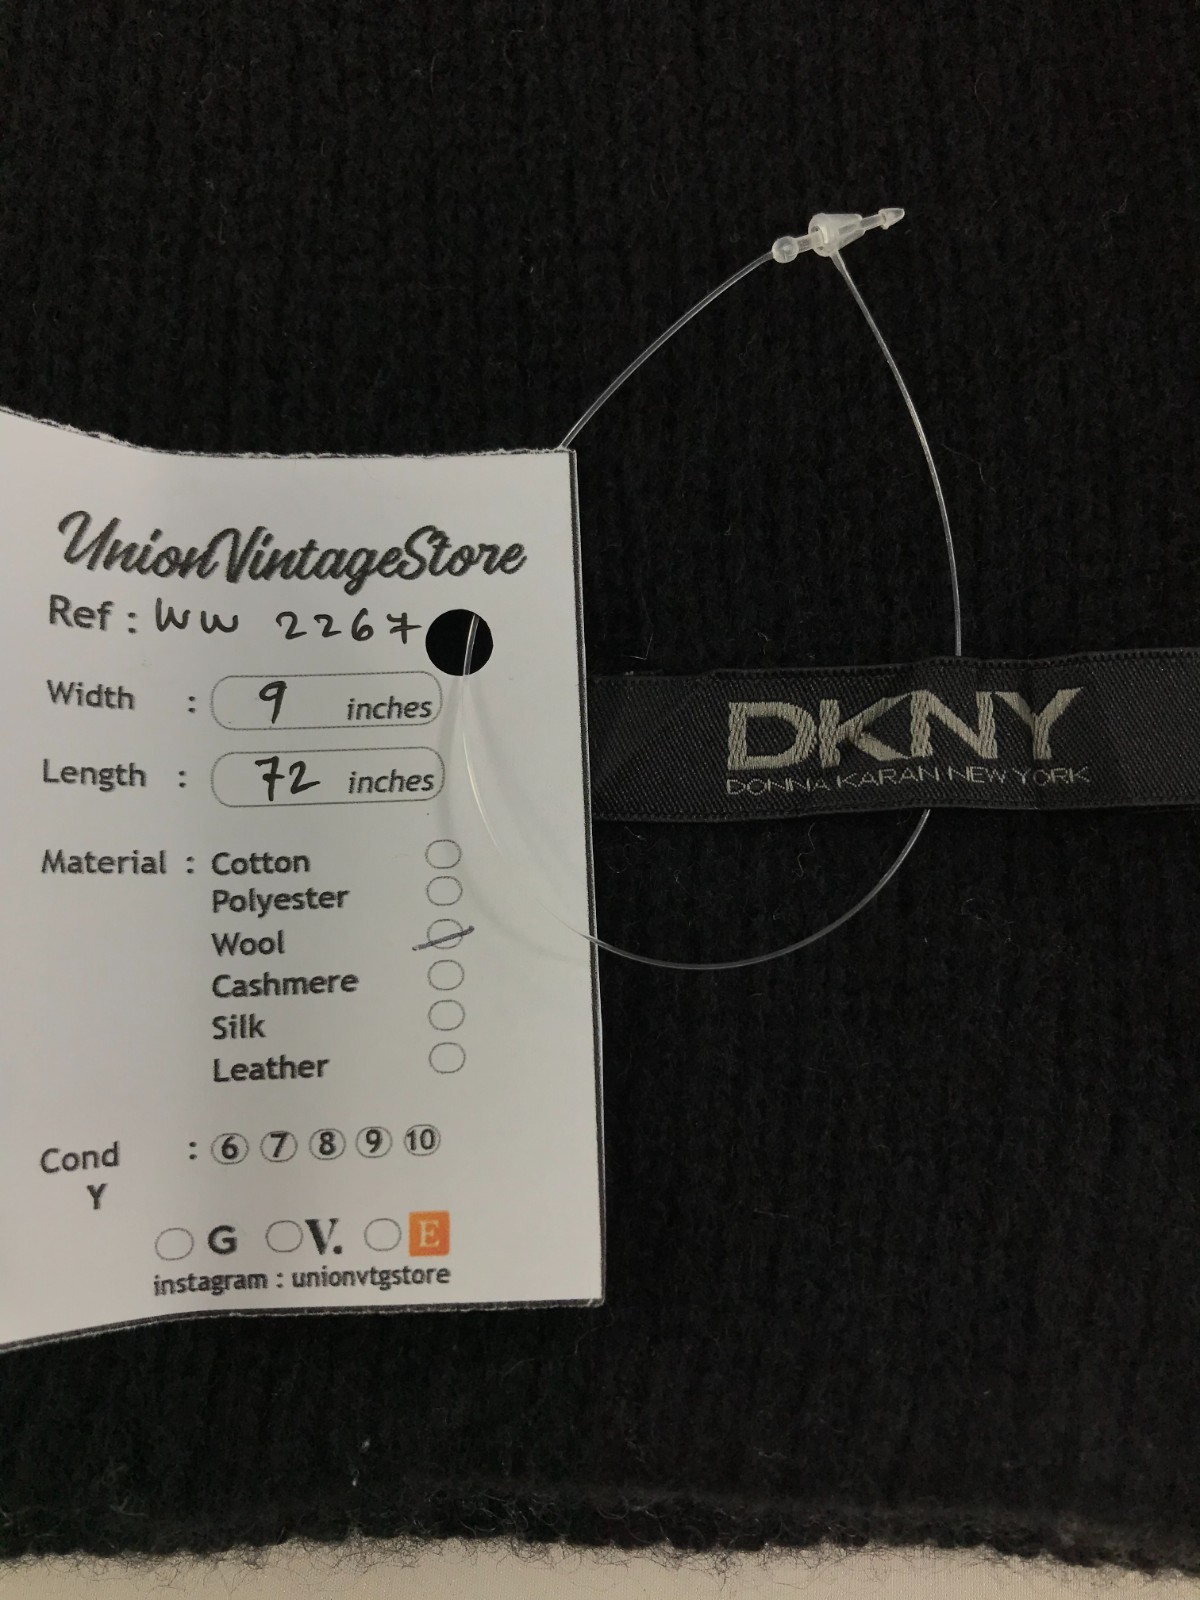 UnionVintageStore
Ref : WW 2267
Width : 9 inches
Length : 72 inches
Material : Cotton
Polyester
Wool
Cashmere
Silk
Leather
Cond : 6 7 8 9 10
Y
G V. E
instagram : unionvtgstore
DKNY
DONNA KARAN NEW YORK